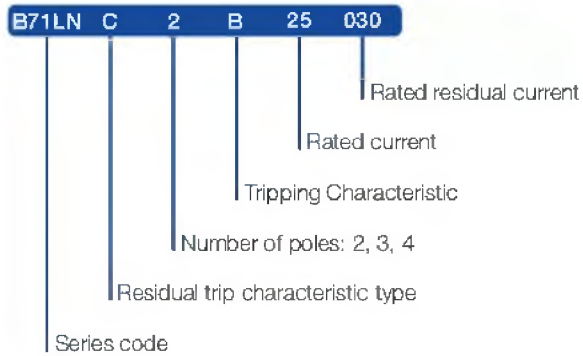 B71LN C 2 B 25 030
Rated residual current
Rated current
Tripping Characteristic
Number of poles: 2, 3, 4
Residual trip characteristic type
Series code